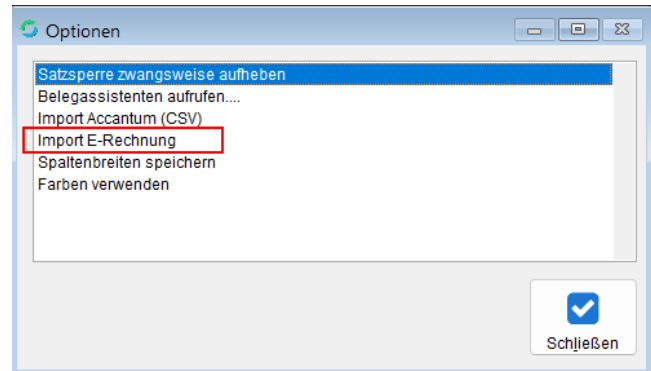 Optionen
Satzsperre zwangsweise aufheben
Belegassistenten aufrufen....
Import Accantum (CSV)
Import E-Rechnung
Spaltenbreiten speichern
Farben verwenden
Schließen